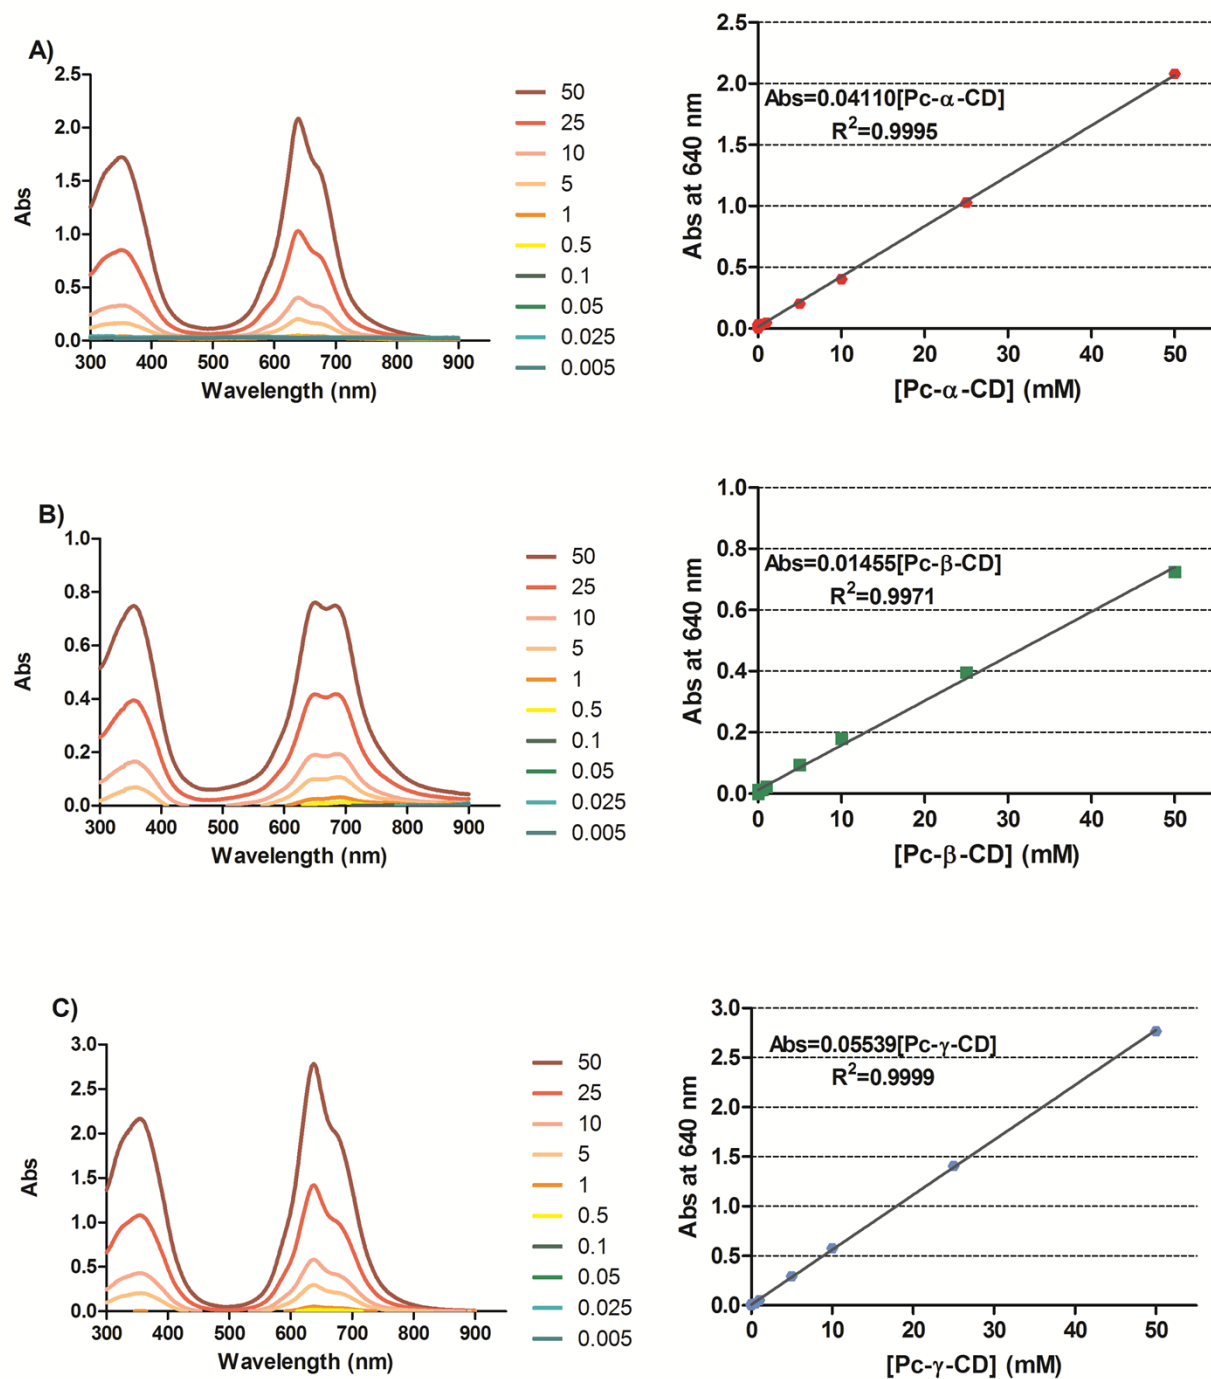 A)
2.5
2.0
1.5
1.0
0.5
0.0
Abs
300 400 500 600 700 800 900
Wavelength (nm)
50
25
10
5
1
0.5
0.1
0.05
0.025
0.005
2.5
2.0
1.5
1.0
0.5
0.0
Abs at 640 nm
Abs=0.04110[Pc-α-CD]
R²=0.9995
0 10 20 30 40 50
[Pc-α-CD] (mM)
B)
1.0
0.8
0.6
0.4
0.2
0.0
Abs
300 400 500 600 700 800 900
Wavelength (nm)
50
25
10
5
1
0.5
0.1
0.05
0.025
0.005
1.0
0.8
0.6
0.4
0.2
0.0
Abs at 640 nm
Abs=0.01455[Pc-β-CD]
R²=0.9971
0 10 20 30 40 50
[Pc-β-CD] (mM)
C)
3.0
2.5
2.0
1.5
1.0
0.5
0.0
Abs
300 400 500 600 700 800 900
Wavelength (nm)
50
25
10
5
1
0.5
0.1
0.05
0.025
0.005
3.0
2.5
2.0
1.5
1.0
0.5
0.0
Abs at 640 nm
Abs=0.05539[Pc-γ-CD]
R²=0.9999
0 10 20 30 40 50
[Pc-γ-CD] (mM)